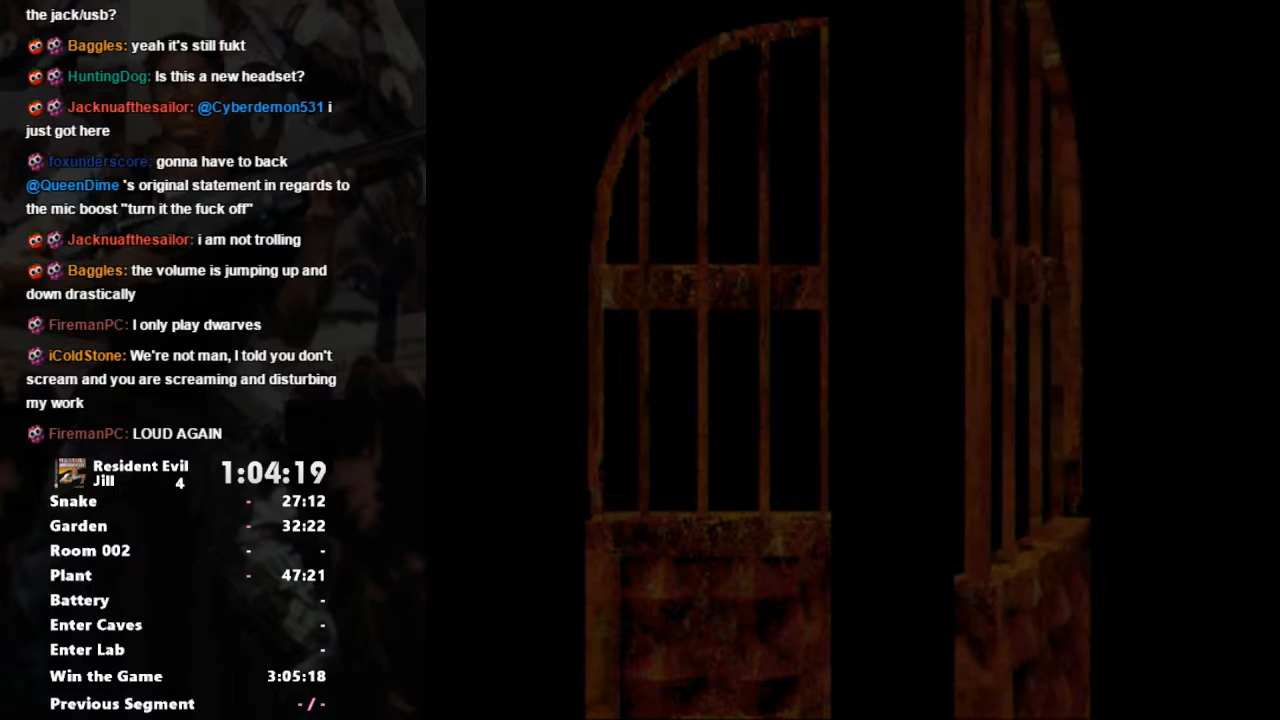 the jack/usb?
Baggles: yeah it's still fukt
HuntingDog: Is this a new headset?
Jacknuafthesailor: @Cyberdemon531 i
just got here
foxunderscore: gonna have to back
@QueenDime 's original statement in regards to
the mic boost "turn it the fuck off"
Jacknuafthesailor: i am not trolling
Baggles: the volume is jumping up and
down drastically
FiremanPC: I only play dwarves
iColdStone: We're not man, I told you don't
scream and you are screaming and disturbing
my work
FiremanPC: LOUD AGAIN
Resident Evil
Jill 4
1:04:19
Snake - 27:12
Garden - 32:22
Room 002 - -
Plant - 47:21
Battery -
Enter Caves -
Enter Lab -
Win the Game 3:05:18
Previous Segment - / -